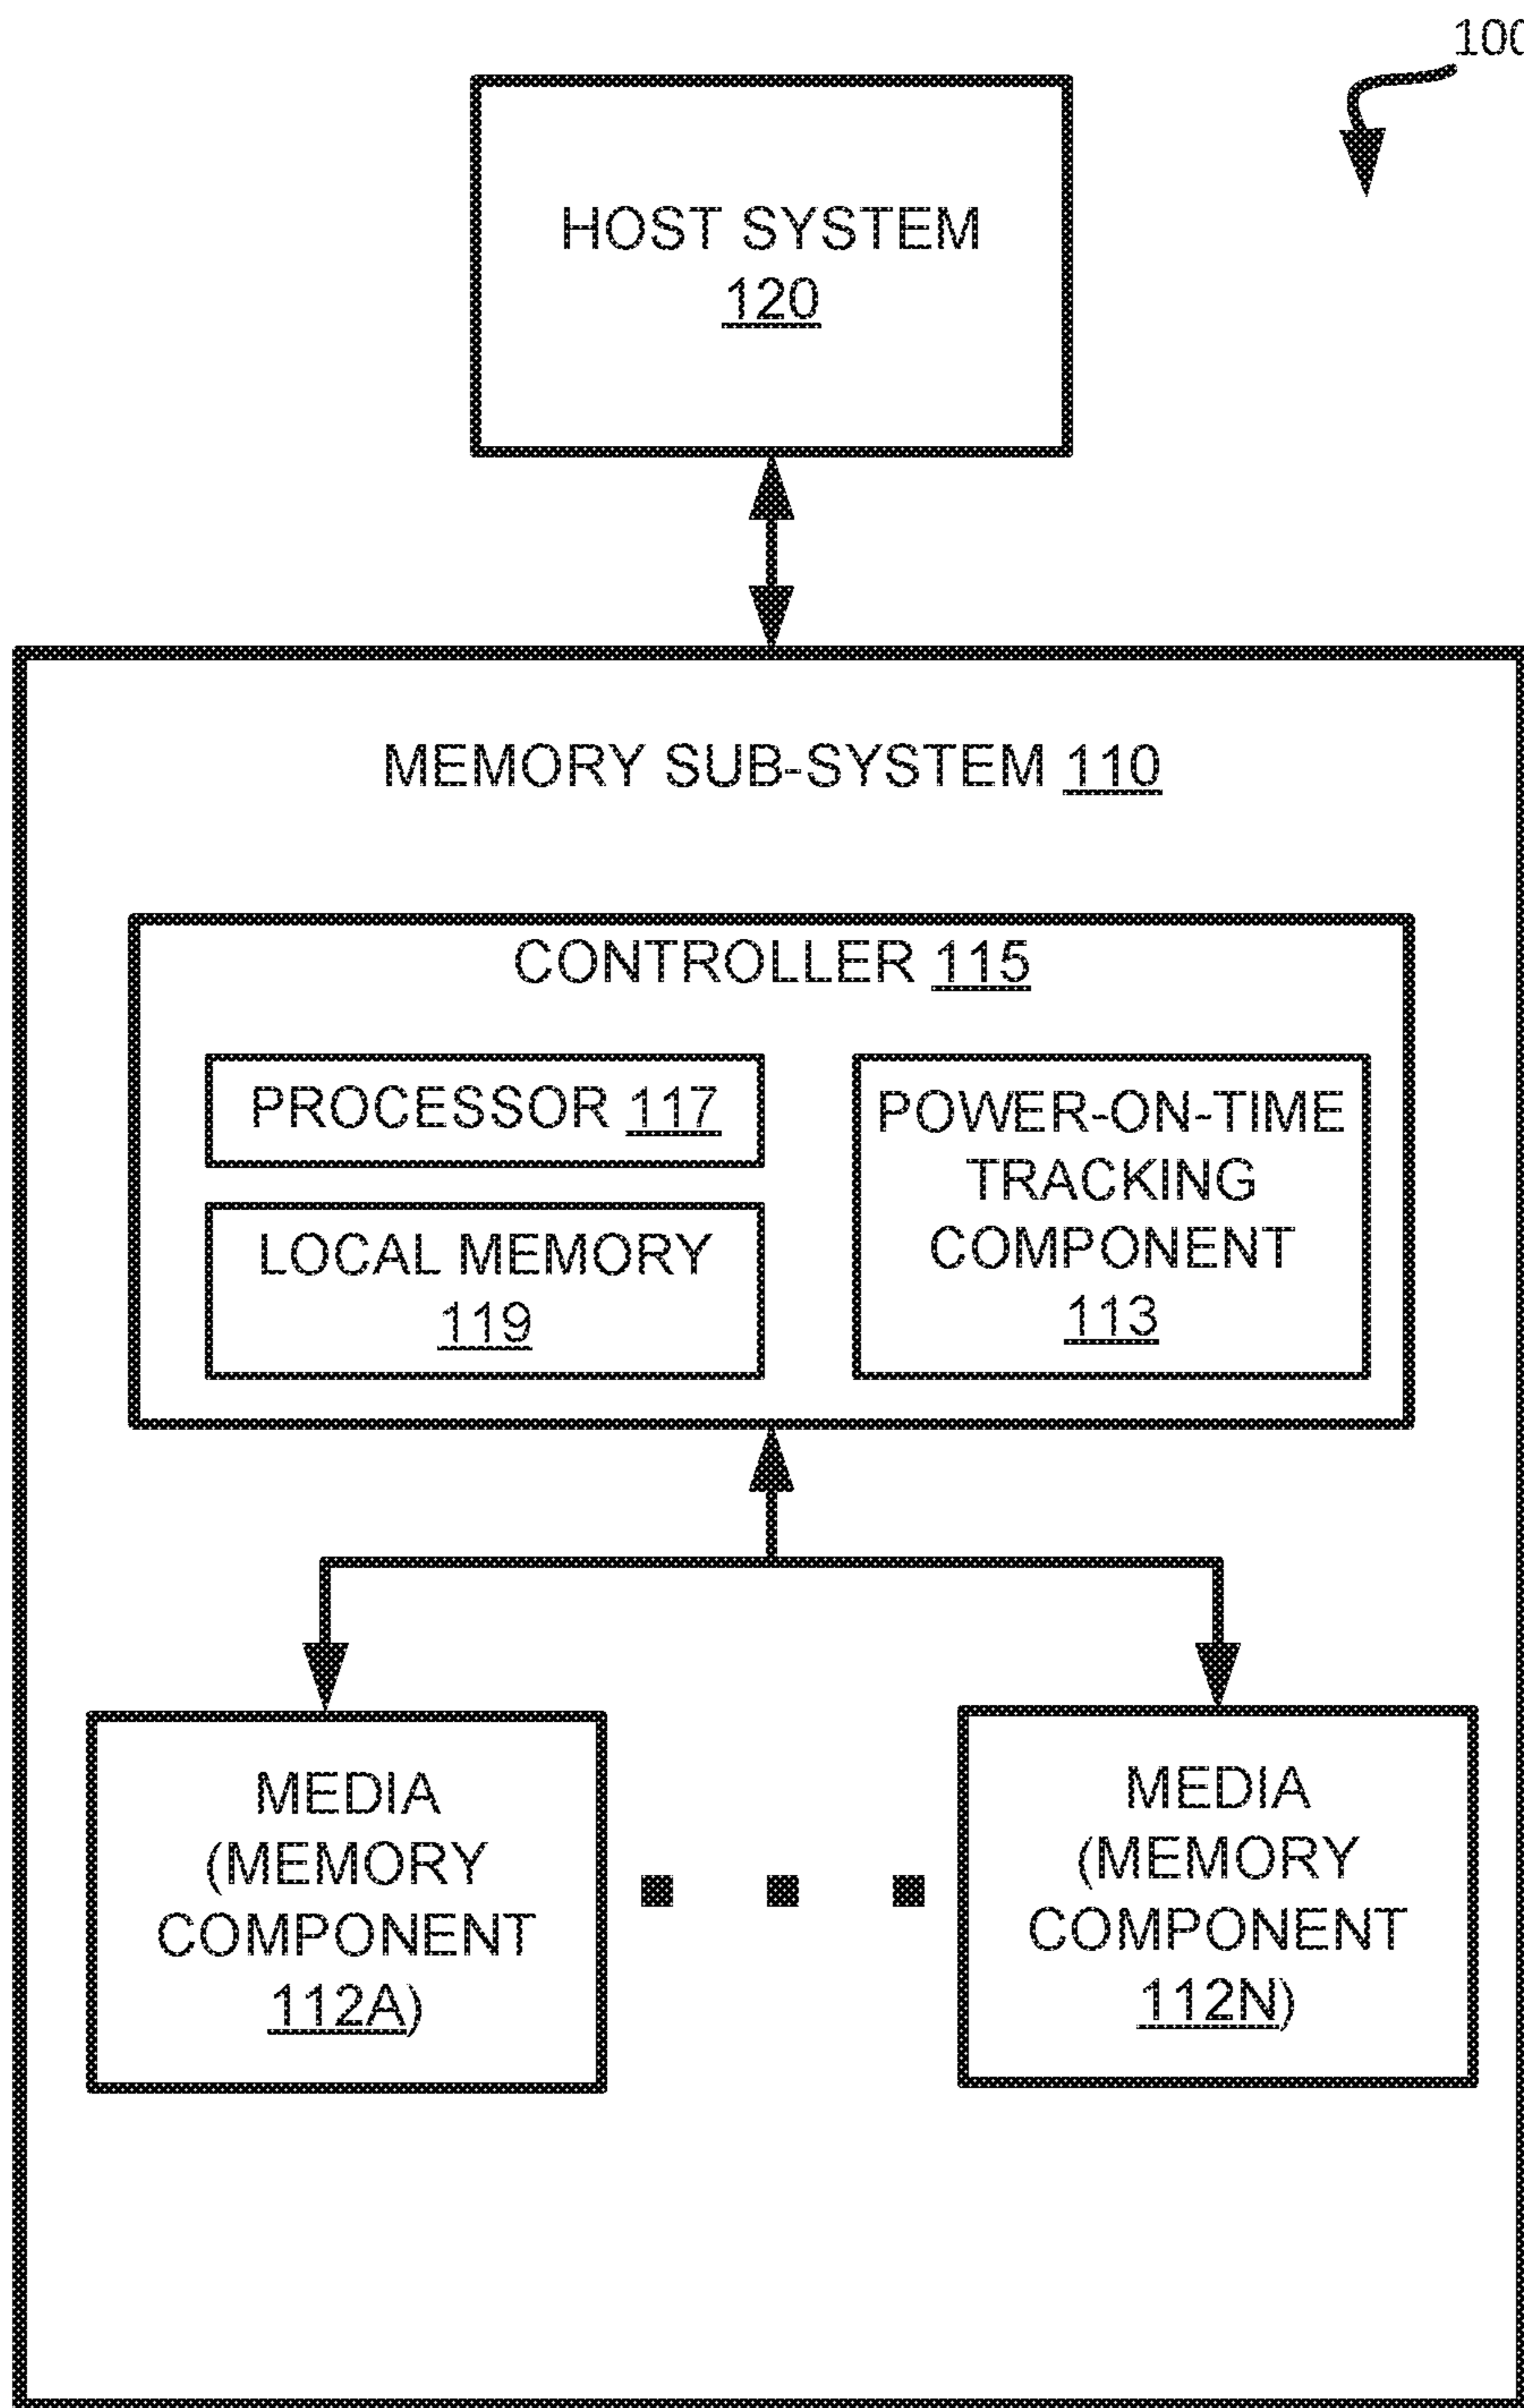 100
HOST SYSTEM
120
MEMORY SUB-SYSTEM 110
CONTROLLER 115
PROCESSOR 117
LOCAL MEMORY
119
POWER-ON-TIME
TRACKING
COMPONENT
113
MEDIA
(MEMORY
COMPONENT
112A)
MEDIA
(MEMORY
COMPONENT
112N)